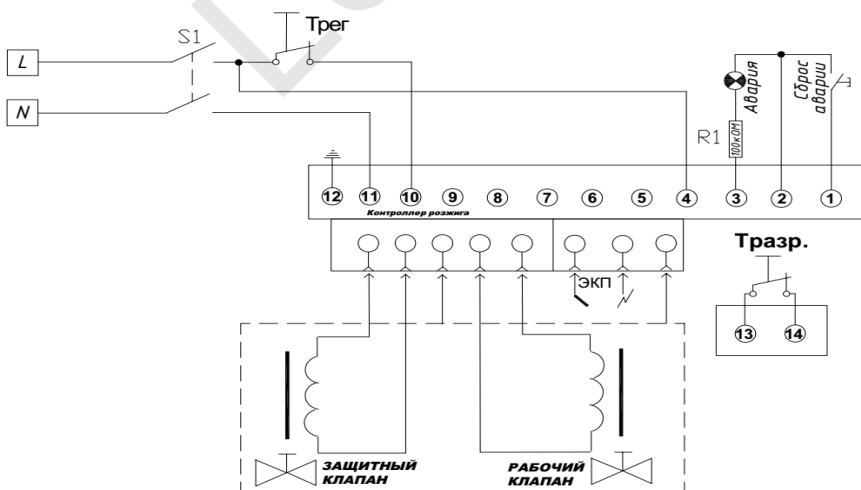 S1
Трег
L
N
Авария
Сброс
аварии
R1
100кОМ
12 11 10 9 8 7 6 5 4 3 2 1
Контроллер розжига
Тразр.
ЭКП
13 14
ЗАЩИТНЫЙ
КЛАПАН
РАБОЧИЙ
КЛАПАН